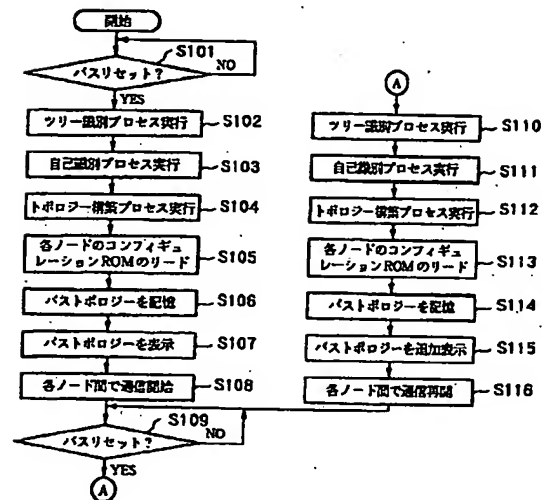 開始
S101
バスリセット?
NO
YES
ツリー識別プロセス実行
S102
自己識別プロセス実行
S103
トポロジー構築プロセス実行
S104
各ノードのコンフィギュ
レーションROMのリード
S105
バストポロジーを記憶
S106
バストポロジーを表示
S107
各ノード間で通信開始
S108
S109
バスリセット?
NO
YES
A
A
ツリー識別プロセス実行
S110
自己識別プロセス実行
S111
トポロジー構築プロセス実行
S112
各ノードのコンフィギュ
レーションROMのリード
S113
バストポロジーを記憶
S114
バストポロジーを追加表示
S115
各ノード間で通信再開
S116